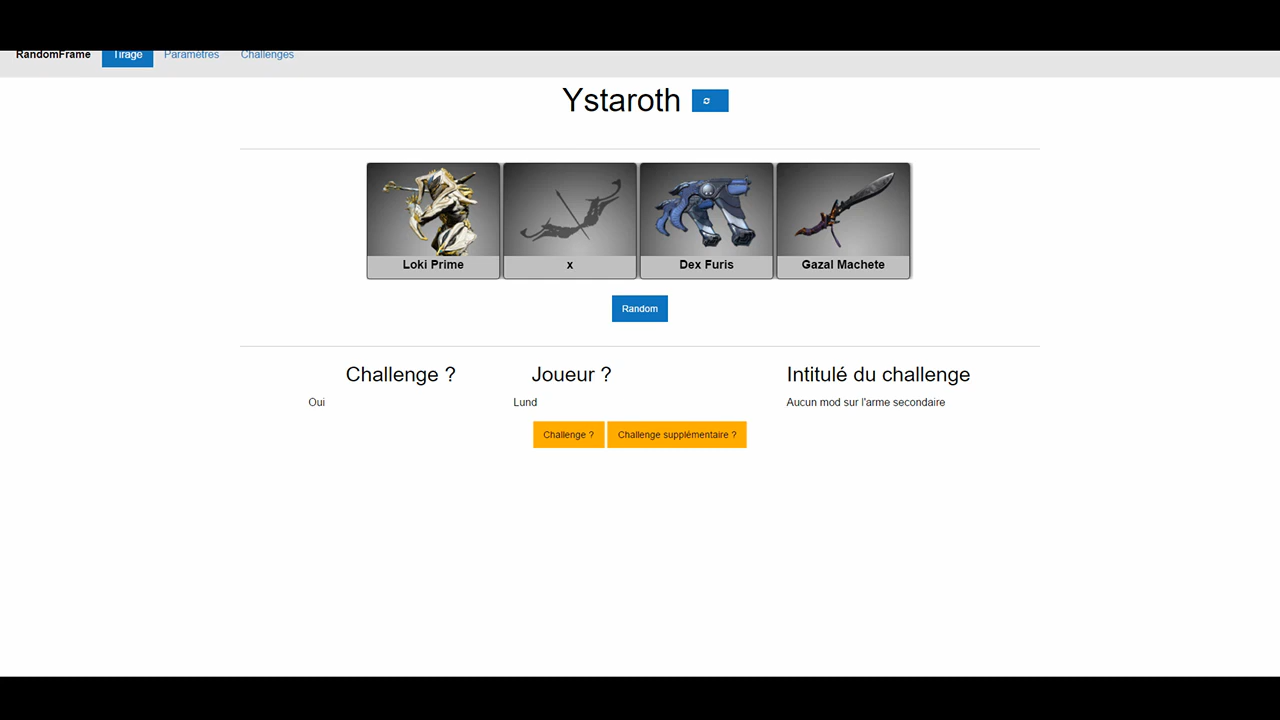 RandomFrame Tirage Paramètres Challenges
Ystaroth
Loki Prime x Dex Furis Gazal Machete
Random
Challenge ? Joueur ? Intitulé du challenge
Oui Lund Aucun mod sur l'arme secondaire
Challenge ? Challenge supplémentaire ?